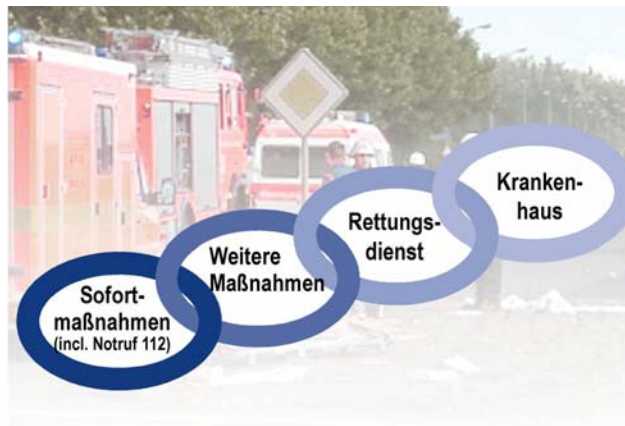 Sofort-
maßnahmen
(incl. Notruf 112)
Weitere
Maßnahmen
Rettungs-
dienst
Kranken-
haus